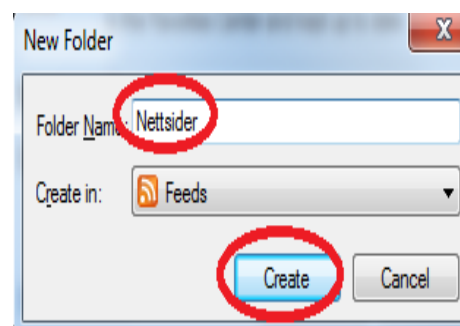 New Folder
Folder Name: Nettsider
Create in: Feeds
Create Cancel